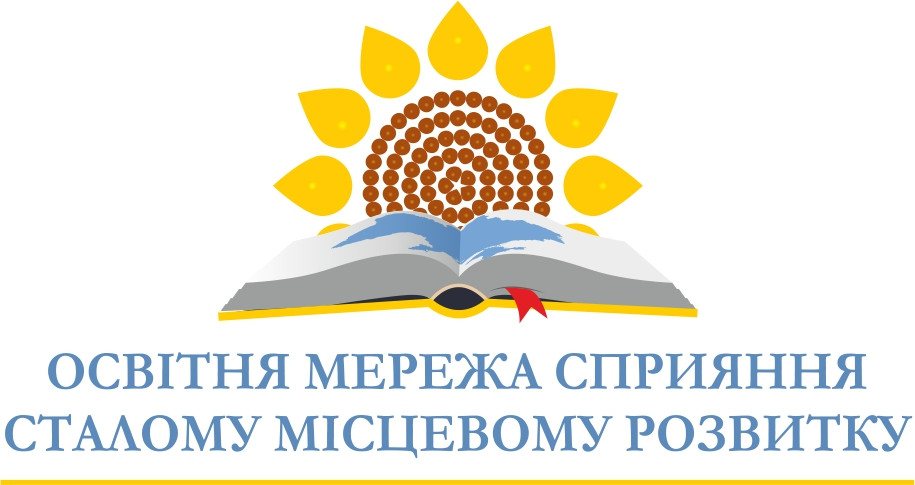 ОСВІТНЯ МЕРЕЖА СПРИЯННЯ
СТАЛОМУ МІСЦЕВОМУ РОЗВИТКУ